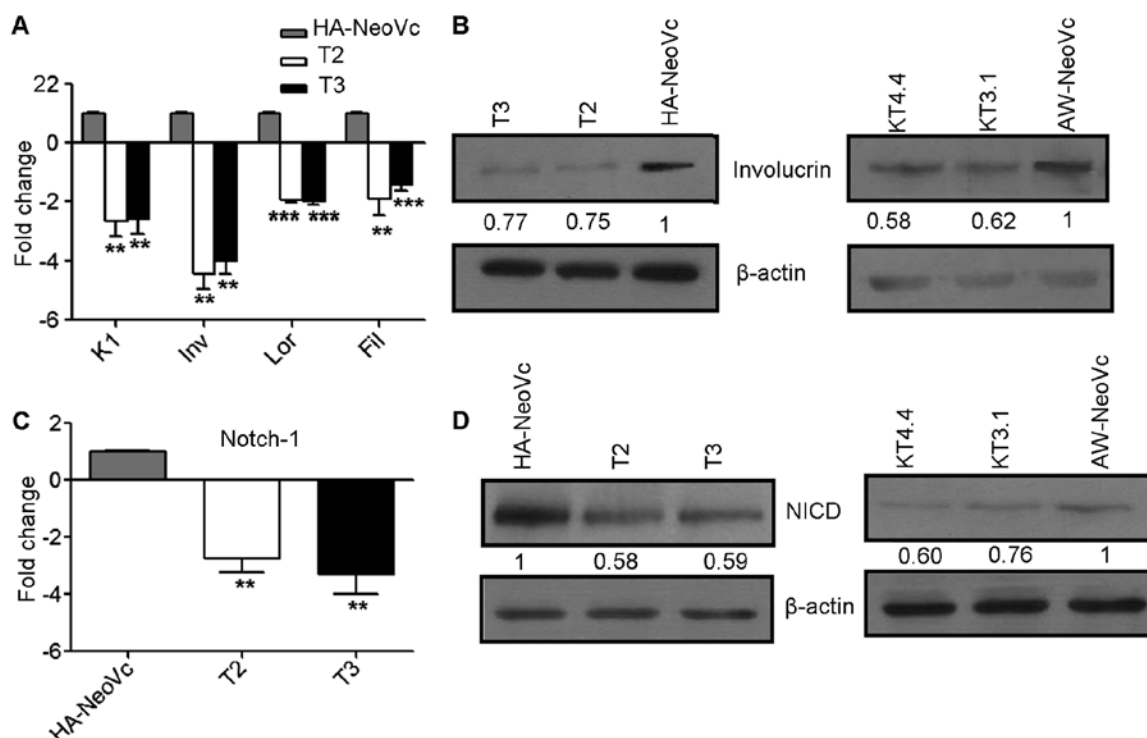 A
HA-NeoVc
T2
T3
Fold change
22
0
-2
-4
-6
**
**
**
**
***
***
**
***
K1
Inv
Lor
Fil
B
T3
T2
HA-NeoVc
KT4.4
KT3.1
AW-NeoVc
Involucrin
0.77
0.75
1
0.58
0.62
1
β-actin
C
Notch-1
Fold change
2
0
-2
-4
-6
**
**
HA-NeoVc
T2
T3
D
HA-NeoVc
T2
T3
KT4.4
KT3.1
AW-NeoVc
NICD
1
0.58
0.59
0.60
0.76
1
β-actin